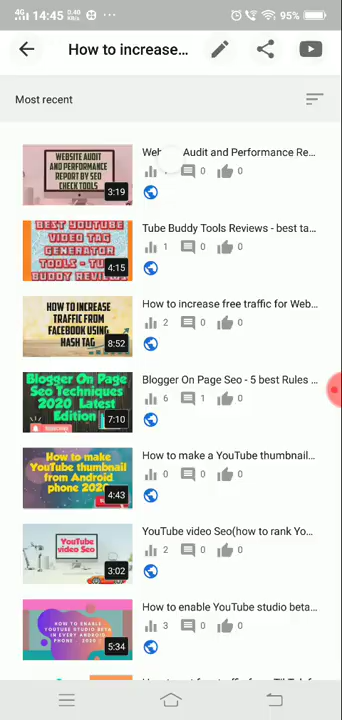 4G 14:45 0.40 KB/S ... 95%
How to increase...
Most recent
WEBSITE AUDIT
AND PERFORMANCE
REPORT BY SEO
CHECK TOOLS
3:19
Web Audit and Performance Re...
0 0
BEST YOUTUBE
VIDEO TAG
GENERATOR
TOOLS - TUBE
BUDDY REVIEWS
4:15
Tube Buddy Tools Reviews - best ta...
1 0 0
HOW TO INCREASE
TRAFFIC FROM
FACEBOOK USING
HASH TAG
8:52
How to increase free traffic for Web...
2 0 0
Blogger On Page
Seo Techniques
2020 Latest
Edition
7:10
Blogger On Page Seo - 5 best Rules ...
6 1 0
How to make
YouTube thumbnail
from Android
phone 2020
4:43
How to make a YouTube thumbnail...
0 0 0
YouTube
video Seo
3:02
YouTube video Seo(how to rank Yo...
2 0 0
HOW TO ENABLE
YOUTUBE STUDIO BETA
IN EVERY ANDROID
PHONE 2020
5:34
How to enable YouTube studio beta...
3 0 0